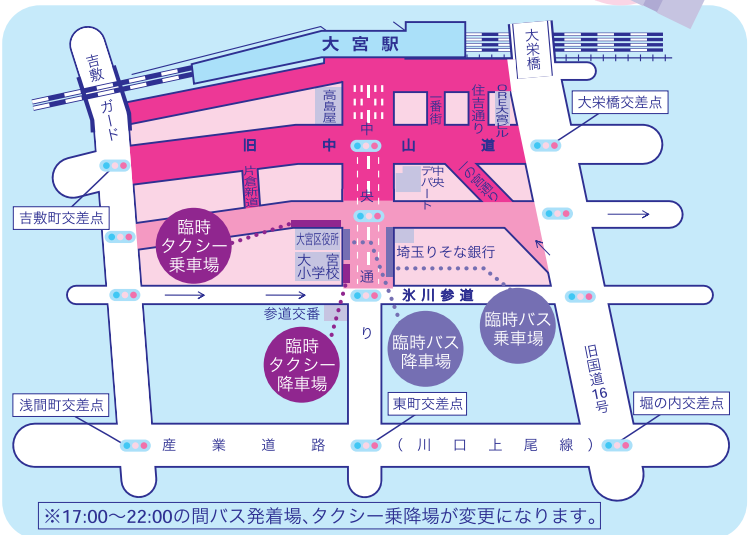 大宮駅
大栄橋
吉敷ガード
高島屋
一番街
住吉通り
ORE大宮ビル
大栄橋交差点
中央通り
旧中山道
片倉新道
中央
デパート
一の宮通り
吉敷町交差点
臨時
タクシー
乗車場
大宮区役所
大宮
小学校
埼玉りそな銀行
氷川参道
参道交番
臨時
タクシー
降車場
臨時バス
降車場
臨時バス
乗車場
旧国道16号
浅間町交差点
東町交差点
堀の内交差点
産業道路(川口上尾線)
※17:00〜22:00の間バス発着場、タクシー乗降場が変更になります。